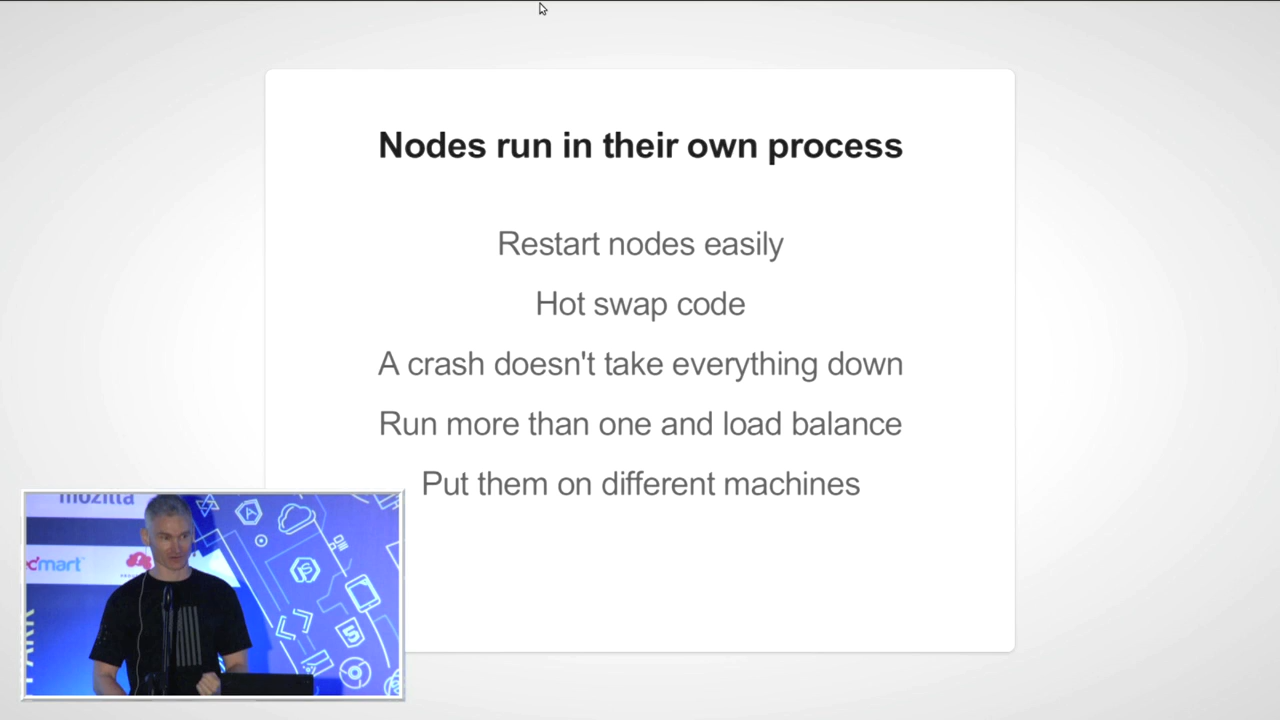 Nodes run in their own process
Restart nodes easily
Hot swap code
A crash doesn't take everything down
Run more than one and load balance
Put them on different machines
mozilla
dmart